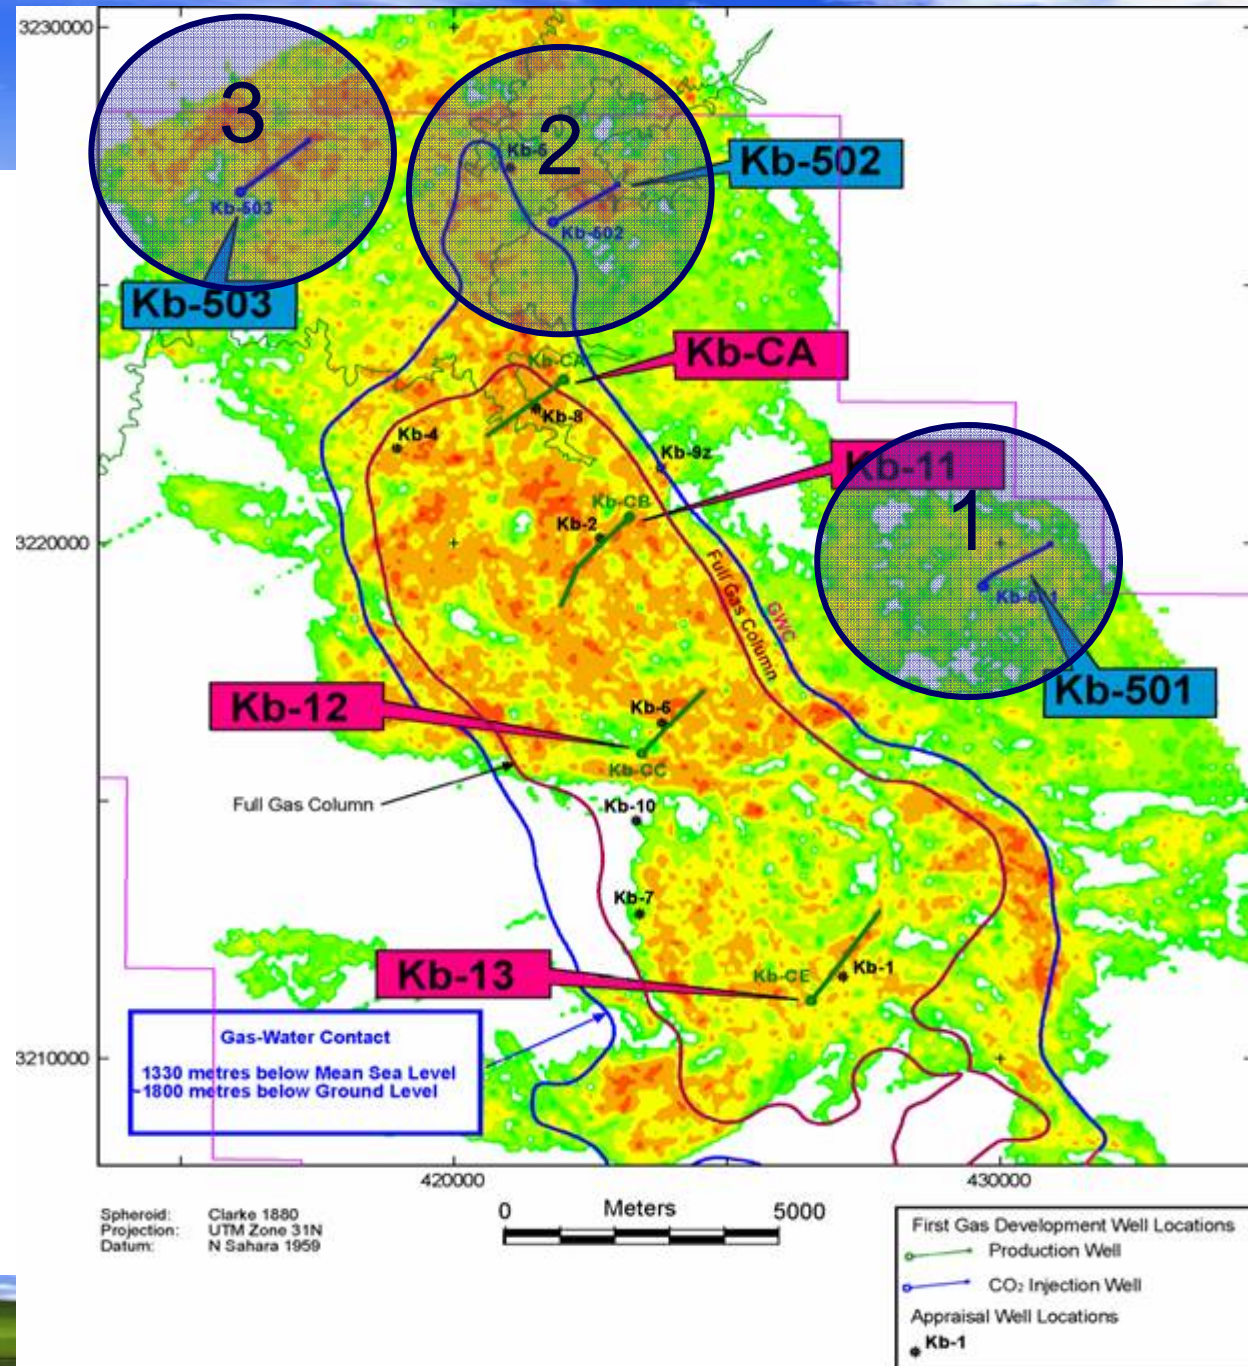 3230000
3
2
Kb-5
Kb-502
Kb-502
Kb-503
Kb-503
Kb-CA
Kb-CA
Kb-8
Kb-4
Kb-9z
Kb-11
Kb-CB
Kb-2
1
3220000
Full Gas Column
GWC
Kb-501
Kb-501
Kb-12
Kb-6
Kb-CC
Full Gas Column
Kb-10
Kb-7
Kb-13
Kb-CE
Kb-1
Gas-Water Contact
1330 metres below Mean Sea Level
~1800 metres below Ground Level
3210000
420000
430000
Spheroid: Clarke 1880
Projection: UTM Zone 31N
Datum: N Sahara 1959
0 Meters 5000
First Gas Development Well Locations
Production Well
CO₂ Injection Well
Appraisal Well Locations
Kb-1